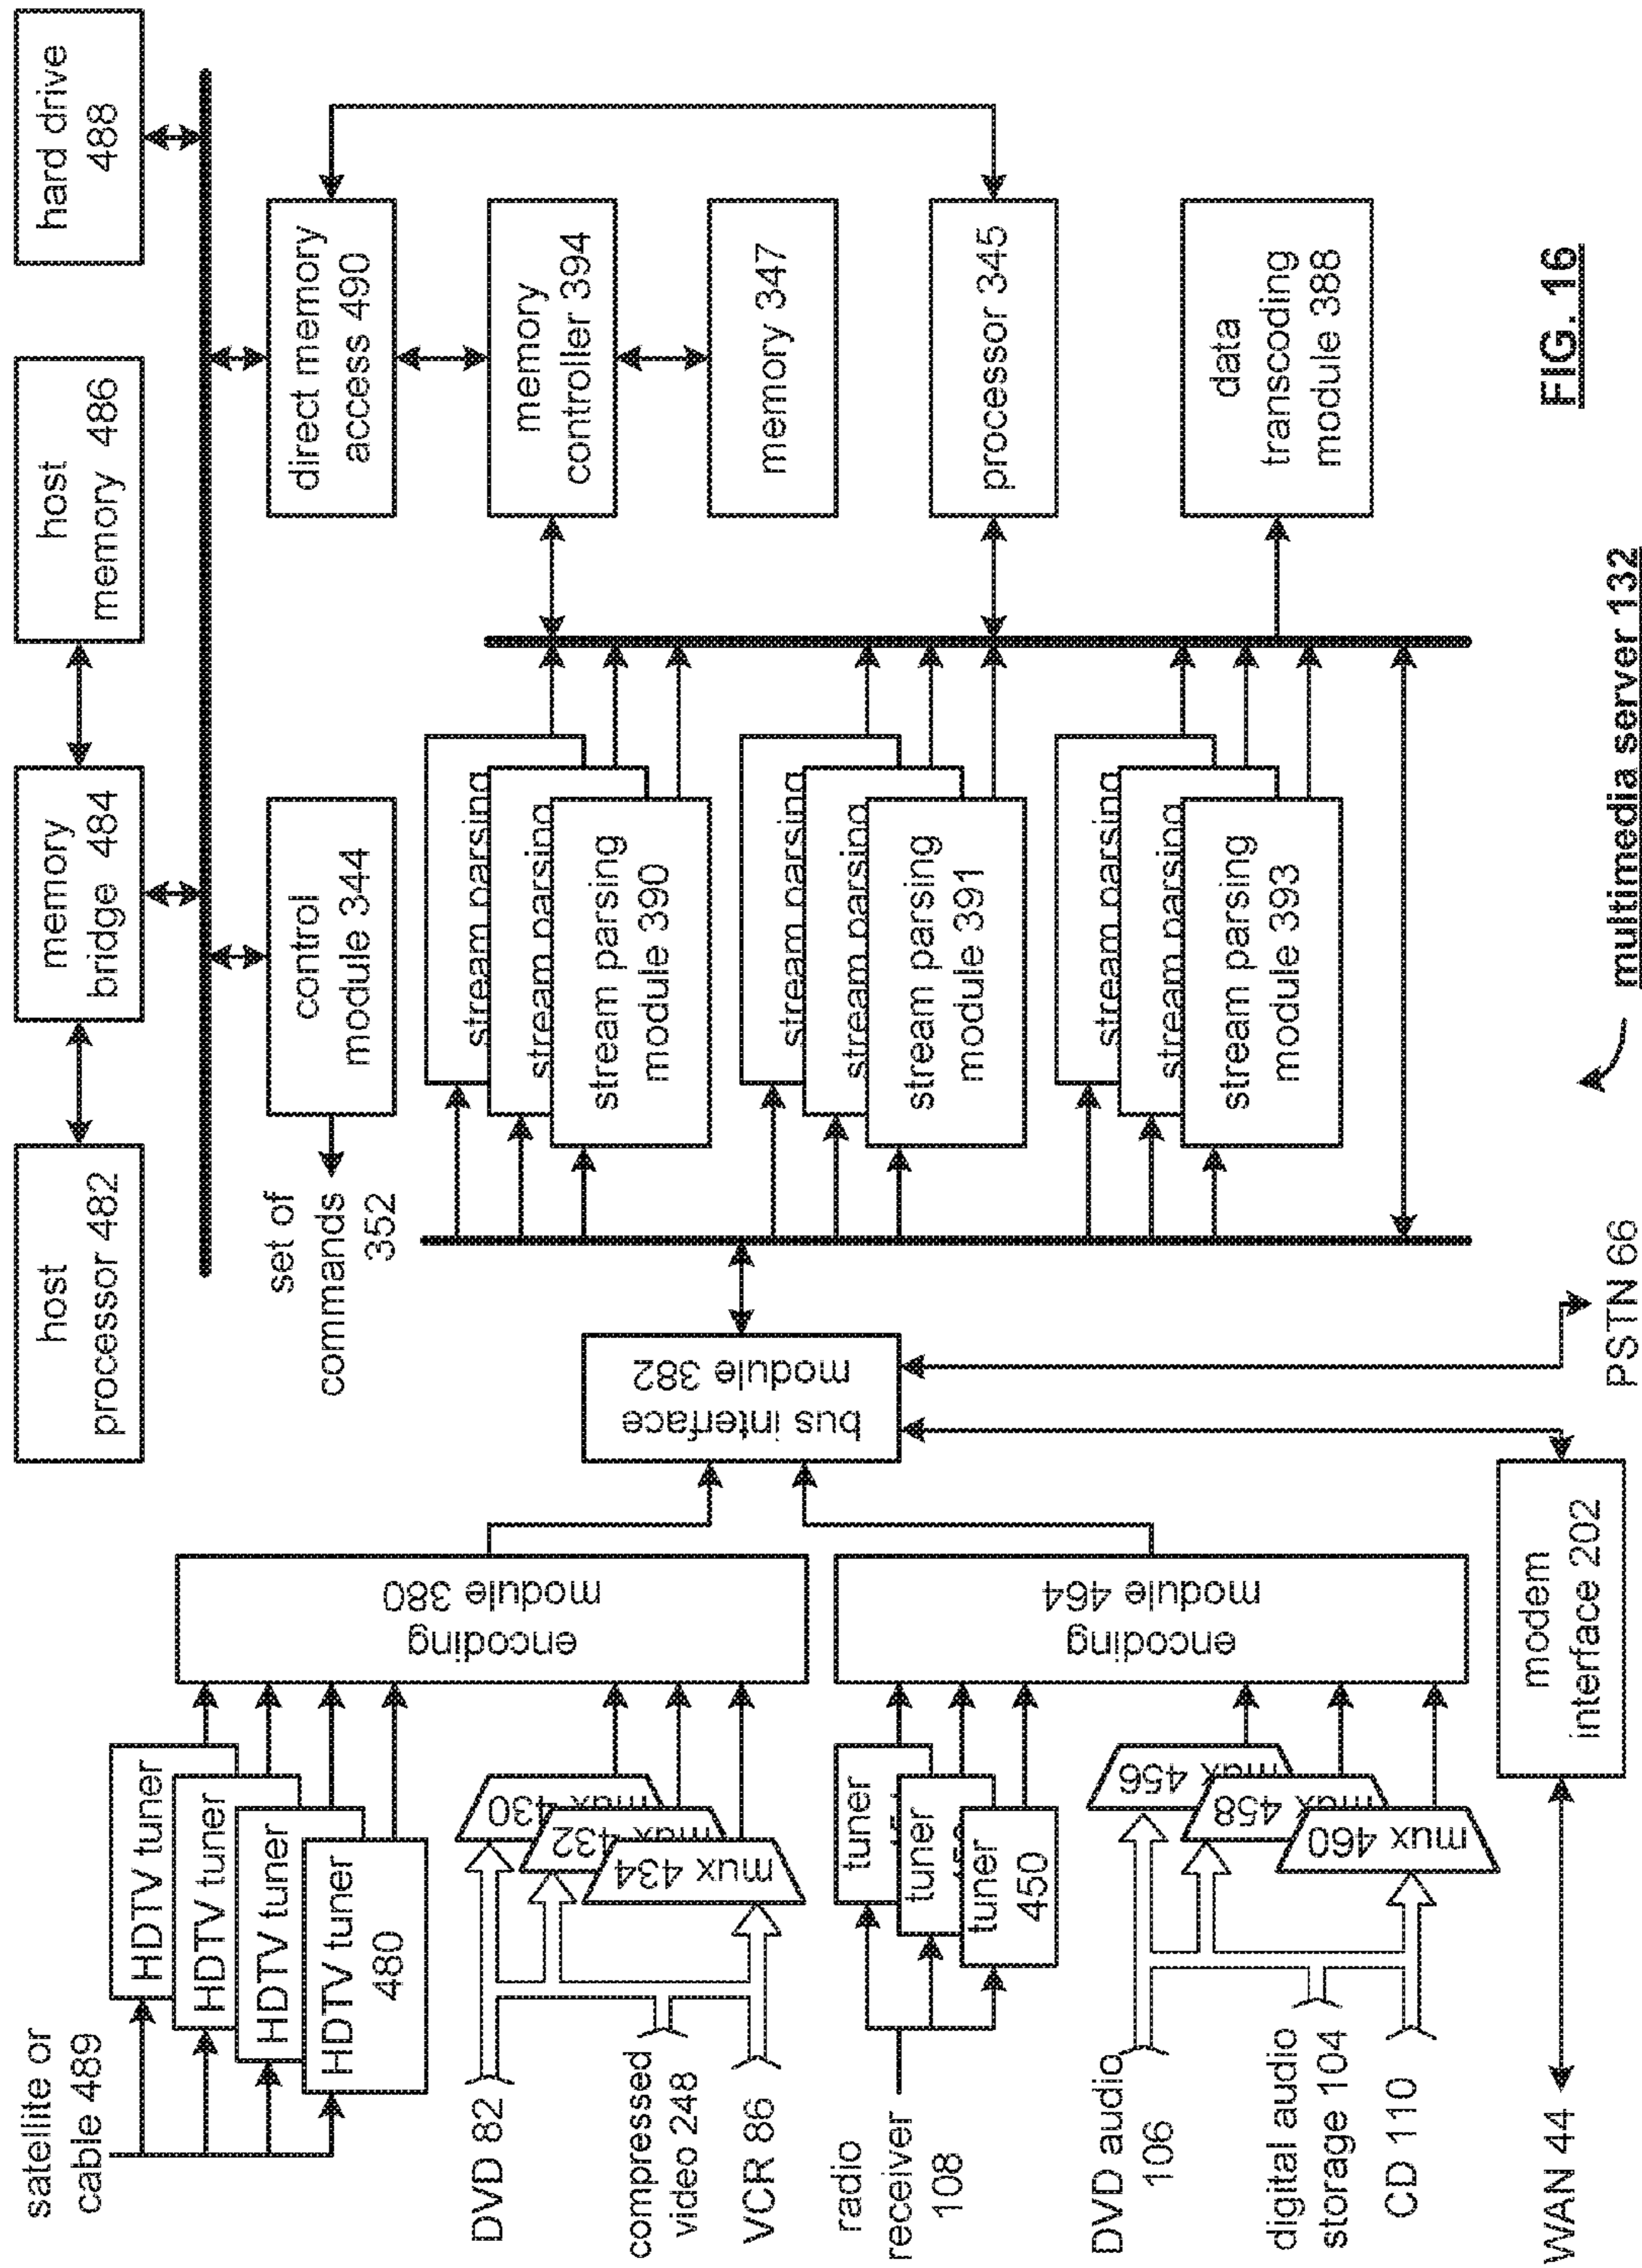 host
processor 482
memory
bridge 484
host
memory 486
hard drive
488
set of
commands
352
control
module 344
direct memory
access 490
memory
controller 394
memory 347
processor 345
data
transcoding
module 388
stream parsing
stream parsing
stream parsing
module 390
stream parsing
stream parsing
stream parsing
module 391
stream parsing
stream parsing
stream parsing
module 393
bus interface
module 382
encoding
module 380
encoding
module 464
satellite or
cable 489
HDTV tuner
HDTV tuner
HDTV tuner
HDTV tuner
480
DVD 82
compressed
video 248
VCR 86
mux 430
mux 432
mux 434
radio
receiver
108
tuner
tuner
tuner
450
DVD audio
106
digital audio
storage 104
CD 110
mux 456
mux 458
mux 460
WAN 44
modem
interface 202
PSTN 66
multimedia server 132
FIG. 16